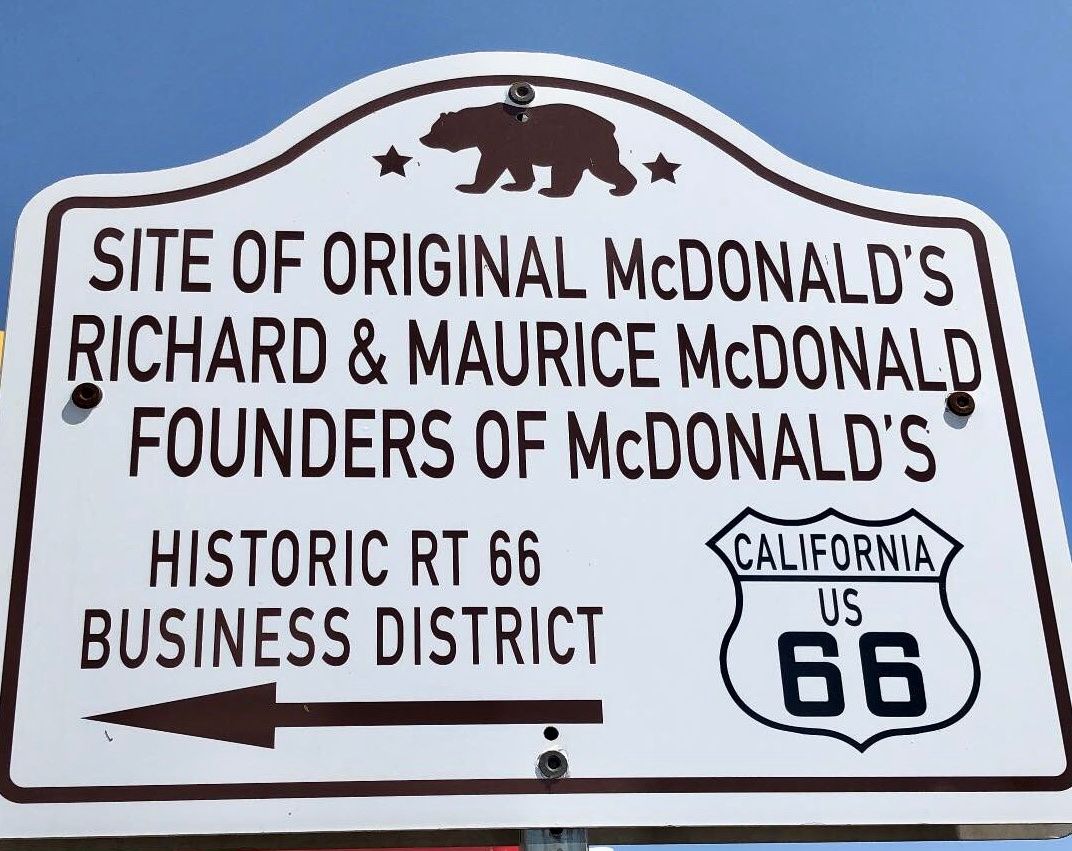 SITE OF ORIGINAL McDONALD'S
RICHARD & MAURICE McDONALD
FOUNDERS OF McDONALD'S
HISTORIC RT 66
BUSINESS DISTRICT
CALIFORNIA
US
66